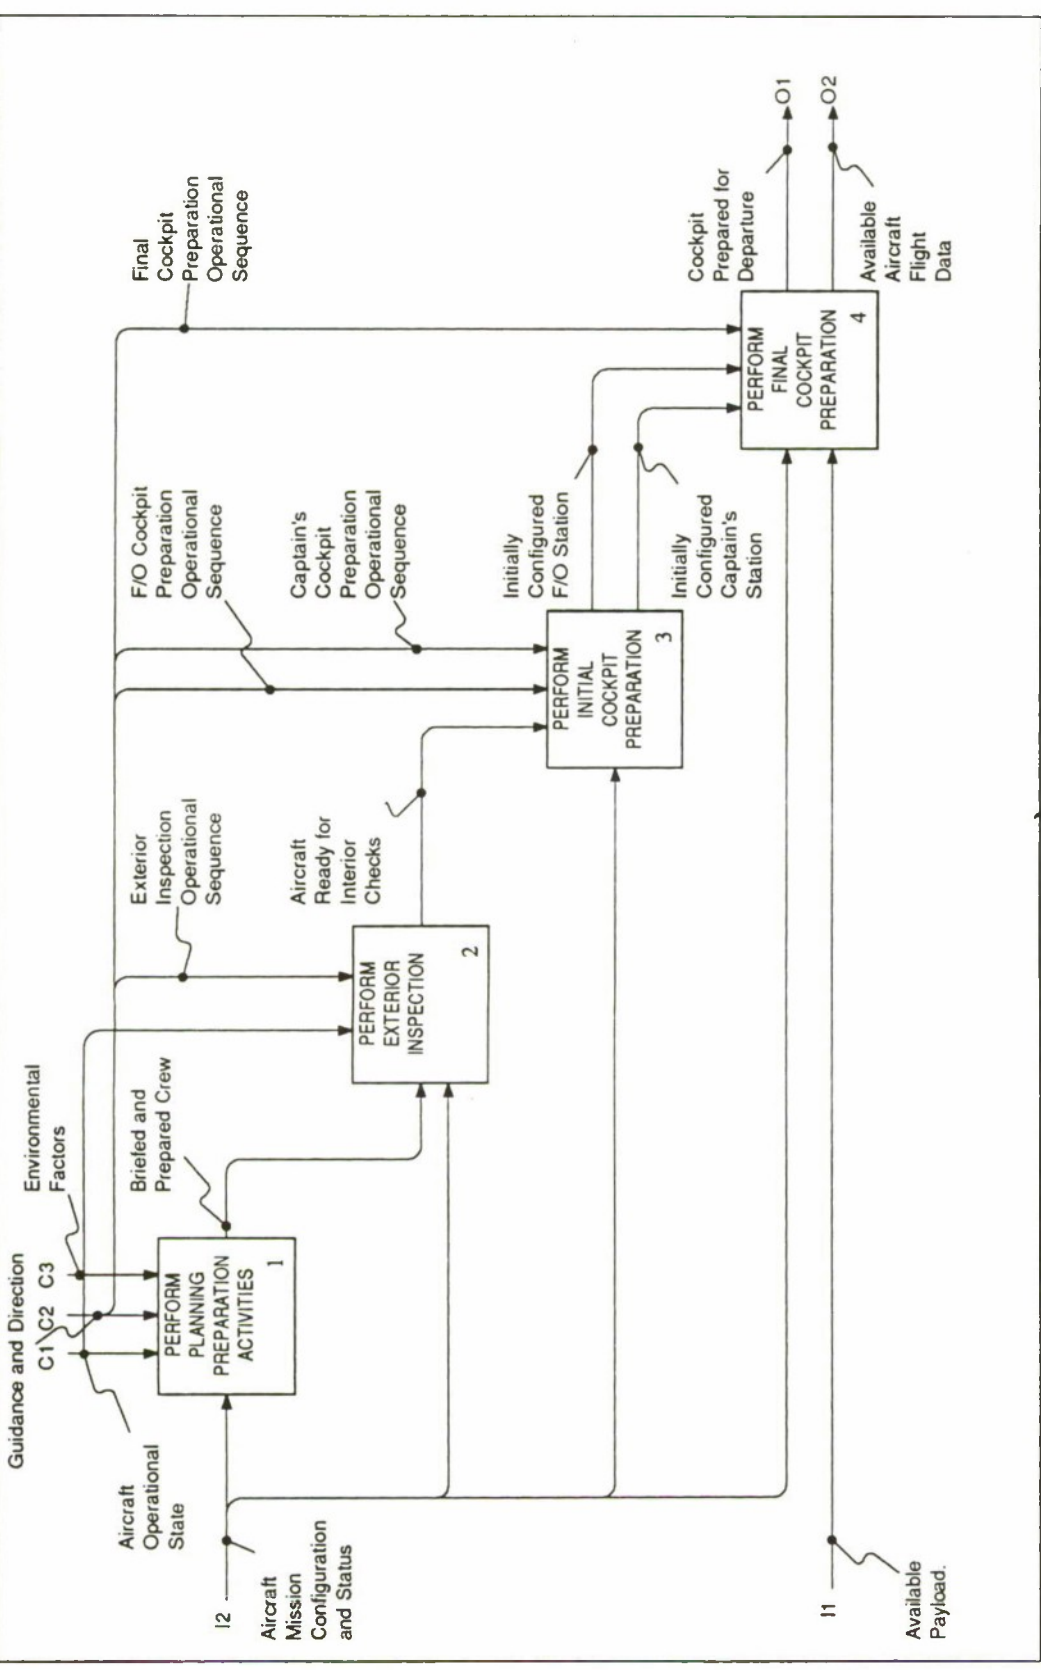 Guidance and Direction
C1
C2
C3
Environmental
Factors
Aircraft
Operational
State
I2
Aircraft
Mission
Configuration
and Status
PERFORM
PLANNING
PREPARATION
ACTIVITIES
1
Briefed and
Prepared Crew
Exterior
Inspection
Operational
Sequence
PERFORM
EXTERIOR
INSPECTION
2
Aircraft
Ready for
Interior
Checks
F/O Cockpit
Preparation
Operational
Sequence
Captain's
Cockpit
Preparation
Operational
Sequence
PERFORM
INITIAL
COCKPIT
PREPARATION
3
Initially
Configured
F/O Station
Initially
Configured
Captain's
Station
Final
Cockpit
Preparation
Operational
Sequence
PERFORM
FINAL
COCKPIT
PREPARATION
4
Cockpit
Prepared for
Departure
O1
O2
Available
Aircraft
Flight
Data
I1
Available
Payload.